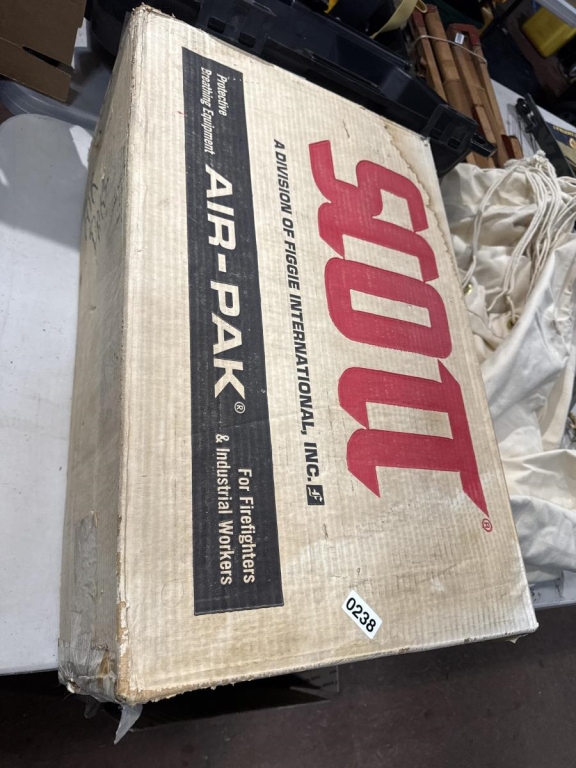 SCOTT®
A DIVISION OF FIGGIE INTERNATIONAL, INC.
Protective
Breathing Equipment
AIR-PAK®
For Firefighters
& Industrial Workers
0238